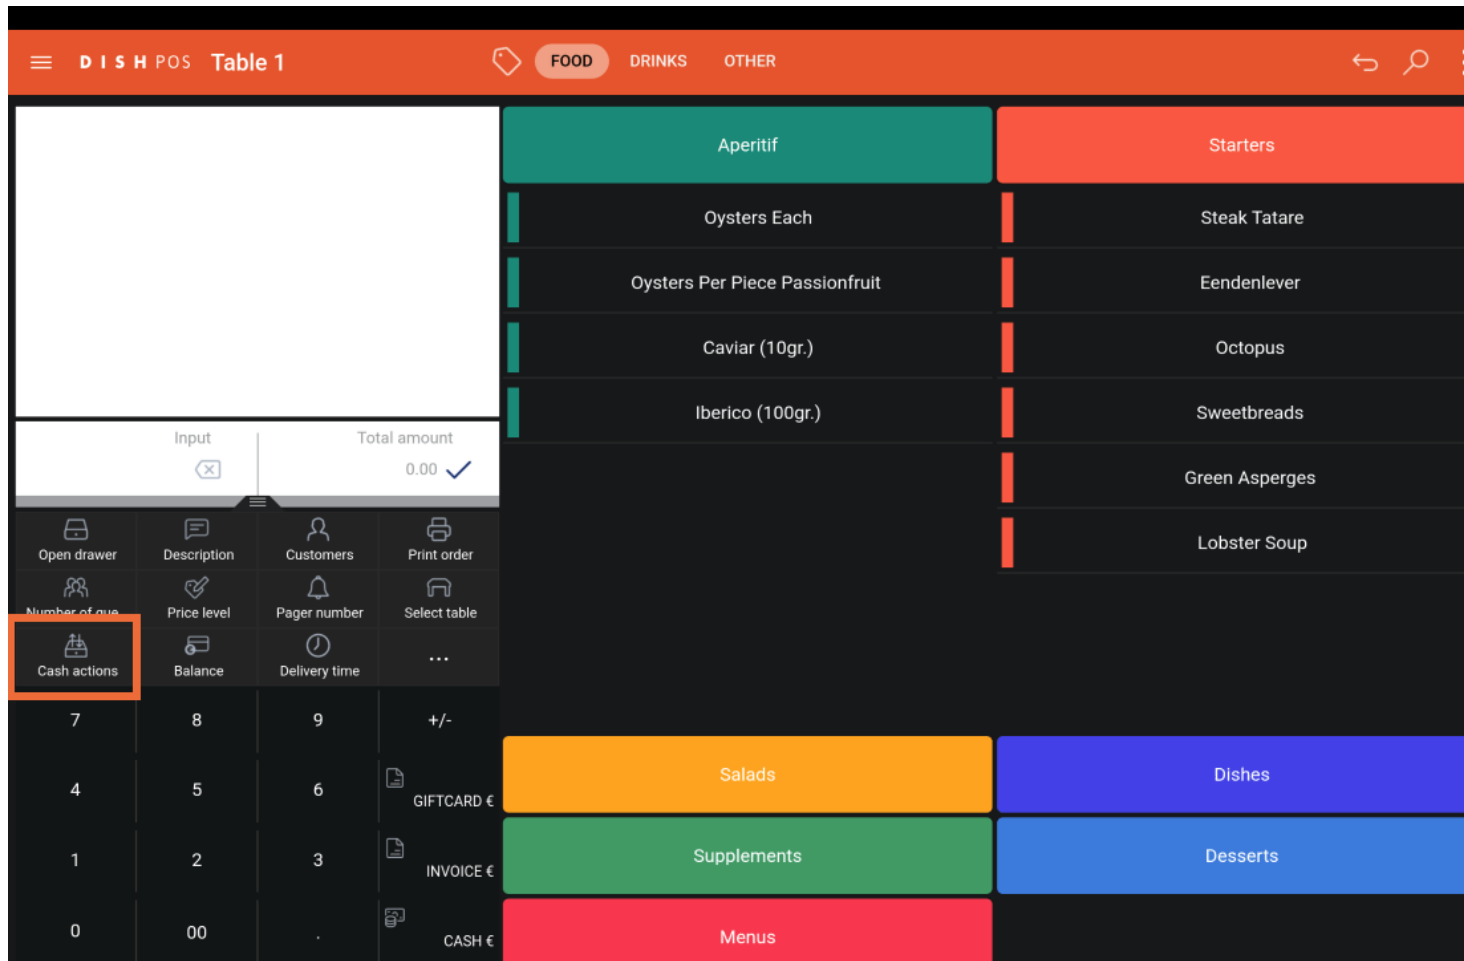 DISH POS Table 1
FOOD DRINKS OTHER
Aperitif
Oysters Each
Oysters Per Piece Passionfruit
Caviar (10gr.)
Iberico (100gr.)
Starters
Steak Tatare
Eendenlever
Octopus
Sweetbreads
Green Asperges
Lobster Soup
Input
Total amount
0.00
Open drawer Description Customers Print order
Number of gue Price level Pager number Select table
Cash actions Balance Delivery time ...
7 8 9 +/-
4 5 6 GIFTCARD €
1 2 3 INVOICE €
0 00 . CASH €
Salads
Dishes
Supplements
Desserts
Menus